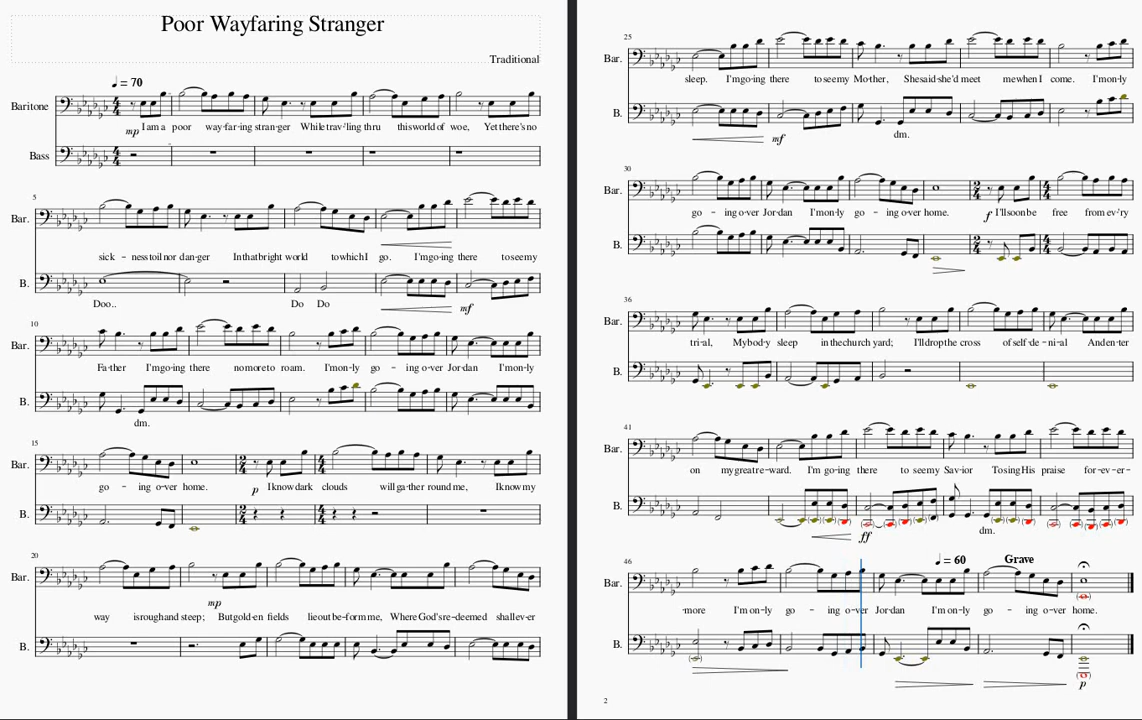 Poor Wayfaring Stranger
Traditional
♩ = 70
Baritone
mp I am a poor way-far-ing stran-ger While trav-'ling thru this world of woe, Yet there's no
Bass
5
Bar.
sick - ness toil nor dan-ger In that bright world to which I go. I'm go-ing there to see my
B.
Doo.. Do Do mf
10
Bar.
Fa-ther I'm go-ing there no more to roam. I'm on-ly go - ing o-ver Jor-dan I'm on-ly
B.
dm.
15
Bar.
go - ing o-ver home. p I know dark clouds will ga-ther round me, I know my
B.
20
Bar.
mp
way is rough and steep; But gold-en fields lie out be-form me, Where God's re-deemed shall ev-er
B.
25
Bar.
sleep. I'm go-ing there to see my Mother, She said she'd meet me when I come. I'm on-ly
B.
mf dm.
30
Bar.
go - ing o-ver Jor-dan I'm on-ly go - ing over home. f I'll soon be free from ev-'ry
B.
36
Bar.
tri-al, My bod-y sleep in the church yard; I'll drop the cross of self-de-ni-al And en-ter
B.
41
Bar.
on my great re-ward. I'm go-ing there to see my Sav-ior To sing His praise for-ev-er-
B.
ff dm.
46
♩ = 60 Grave
Bar.
more I'm on-ly go - ing o-ver Jor-dan I'm on-ly go - ing o-ver home.
B.
p
2